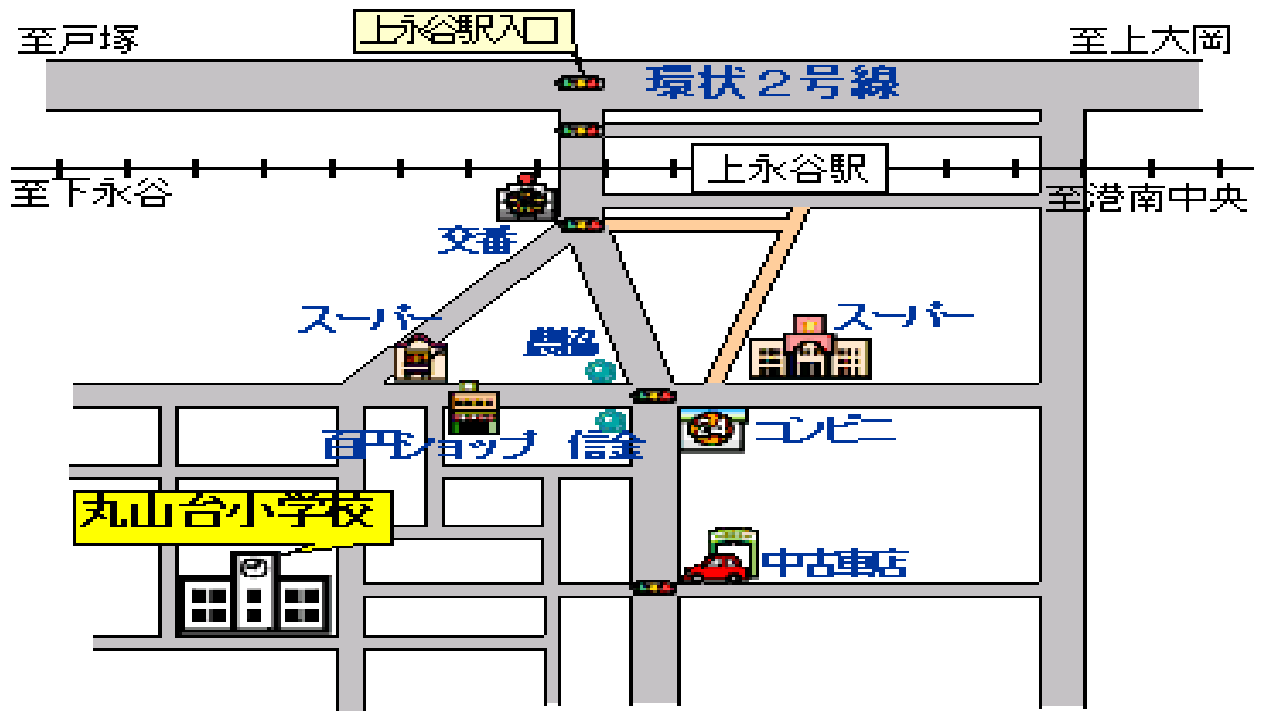 上永谷駅入口
至戸塚
至上大岡
環状２号線
上永谷駅
至下永谷
至港南中央
交番
スーパー
スーパー
農協
コンビニ
百円ショップ
信金
24
丸山台小学校
中古車店